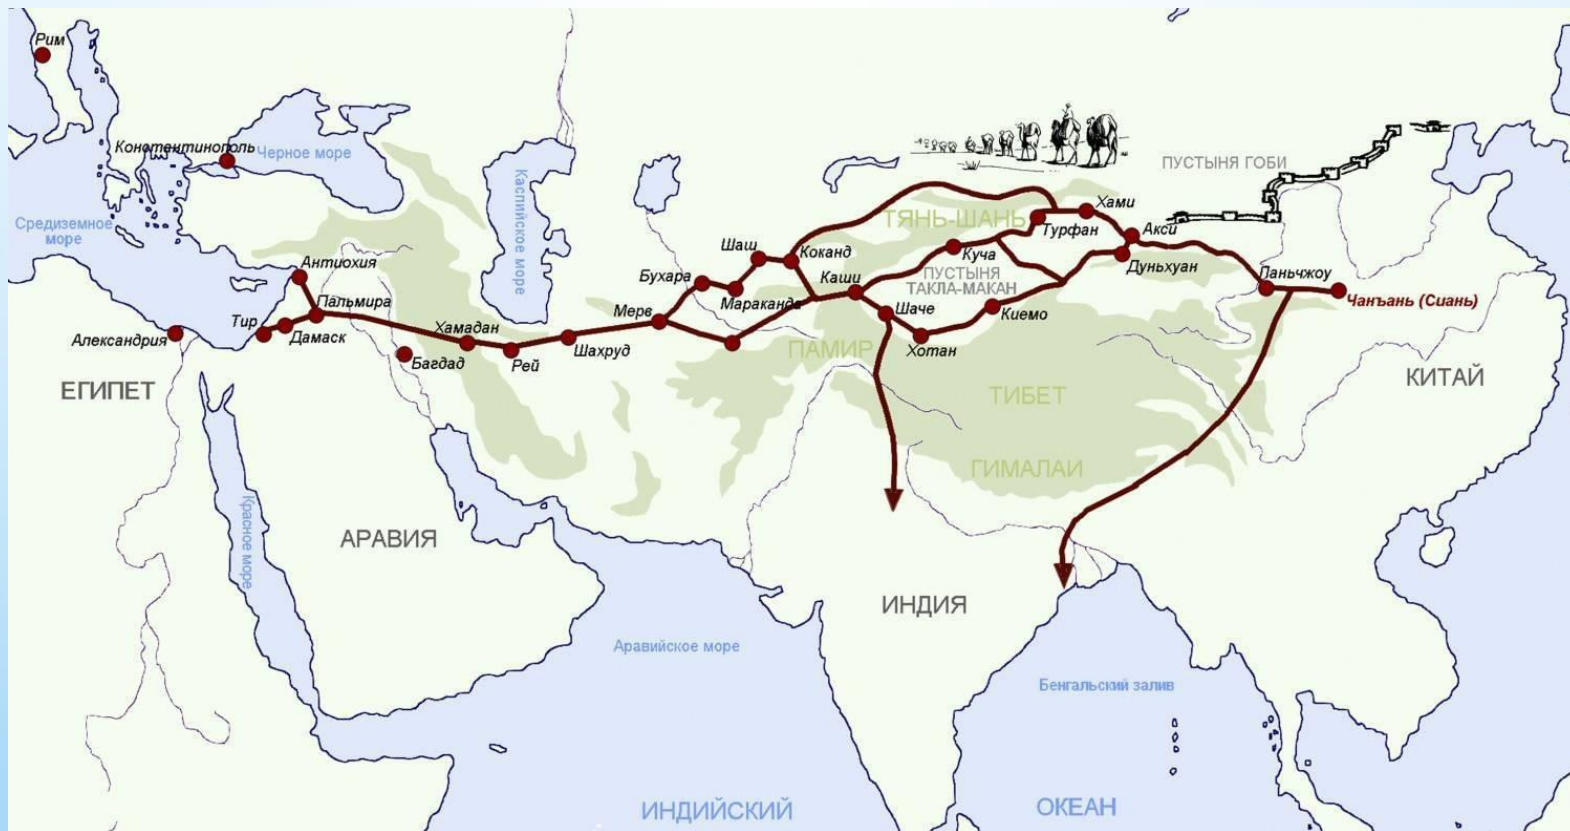 Рим
Константинополь
Черное море
Средиземное
море
Каспийское море
ПУСТЫНЯ ГОБИ
ТЯНЬ-ШАНЬ
Хами
Турфан
Акси
Дуньхуан
Шаш
Коканд
Куча
Каши
ПУСТЫНЯ
ТАКЛА-МАКАН
Бухара
Мараканда
Шаче
Киемо
Ланьчжоу
Чанъань (Сиань)
Антиохия
Пальмира
Мерв
Александрия
Тир
Дамаск
Хамадан
Багдад
Рей
Шахруд
ПАМИР
Хотан
ЕГИПЕТ
ТИБЕТ
КИТАЙ
ГИМАЛАИ
Красное море
АРАВИЯ
ИНДИЯ
Аравийское море
Бенгальский залив
ИНДИЙСКИЙ
ОКЕАН